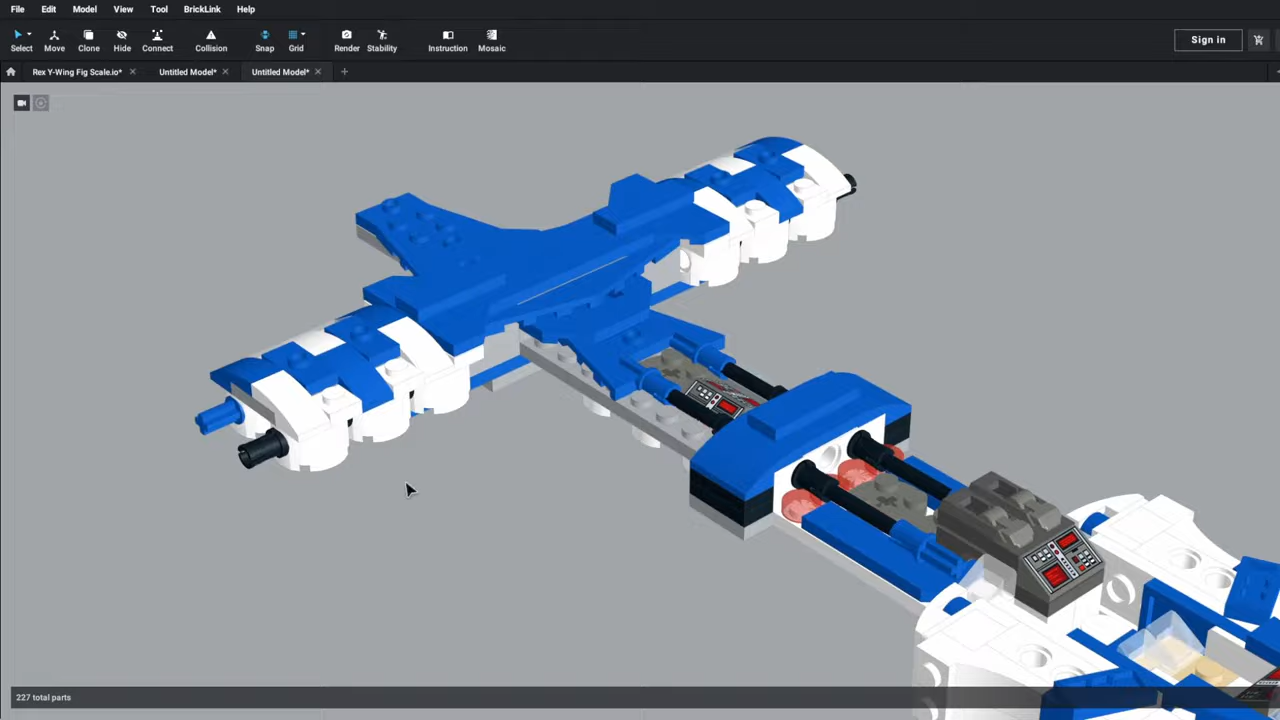 File Edit Model View Tool BrickLink Help
Select Move Clone Hide Connect Collision Snap Grid Render Stability Instruction Mosaic Sign in
Rex Y-Wing Fig Scale.io* Untitled Model* Untitled Model*
227 total parts